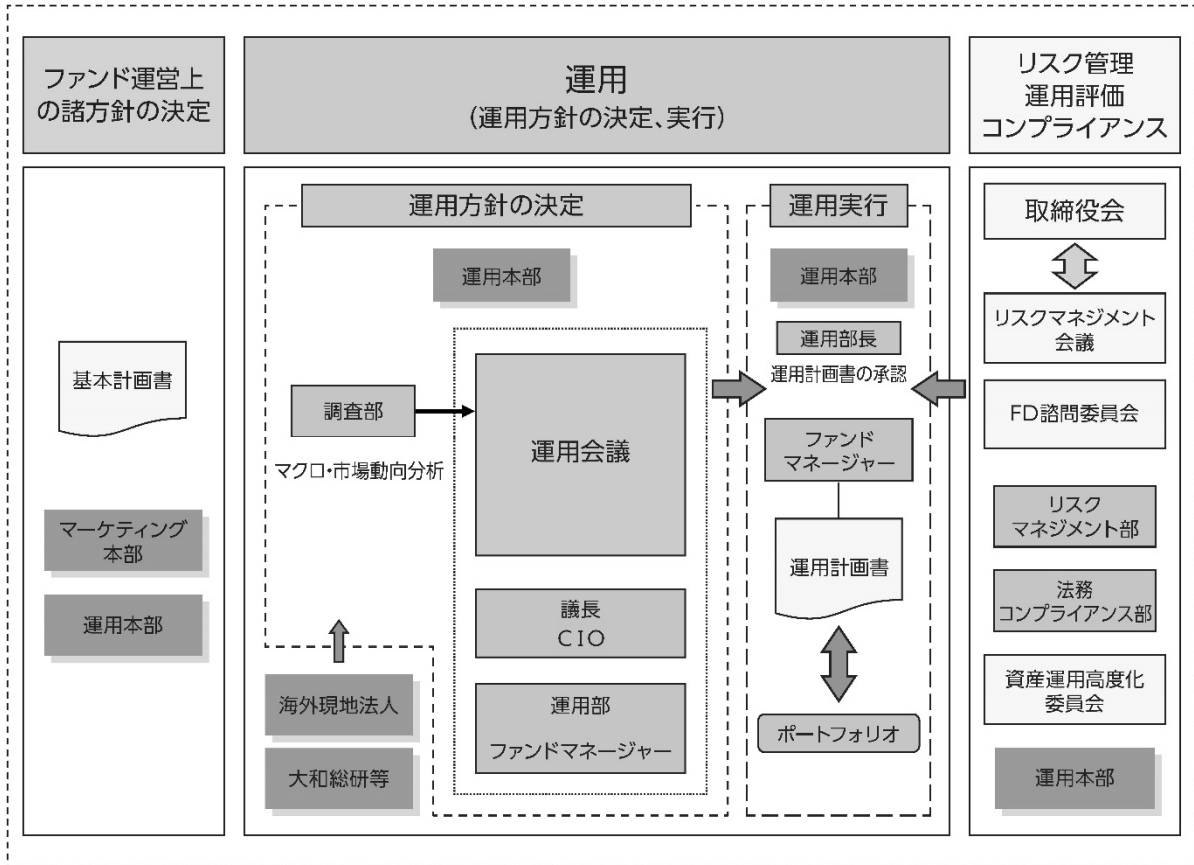 ファンド運営上
の諸方針の決定
運用
(運用方針の決定、実行)
リスク管理
運用評価
コンプライアンス
基本計画書
マーケティング
本部
運用本部
運用方針の決定
運用本部
調査部
マクロ・市場動向分析
運用会議
議長
CIO
運用部
ファンドマネージャー
海外現地法人
大和総研等
運用実行
運用本部
運用部長
運用計画書の承認
ファンド
マネージャー
運用計画書
ポートフォリオ
取締役会
リスクマネジメント
会議
FD諮問委員会
リスク
マネジメント部
法務
コンプライアンス部
資産運用高度化
委員会
運用本部